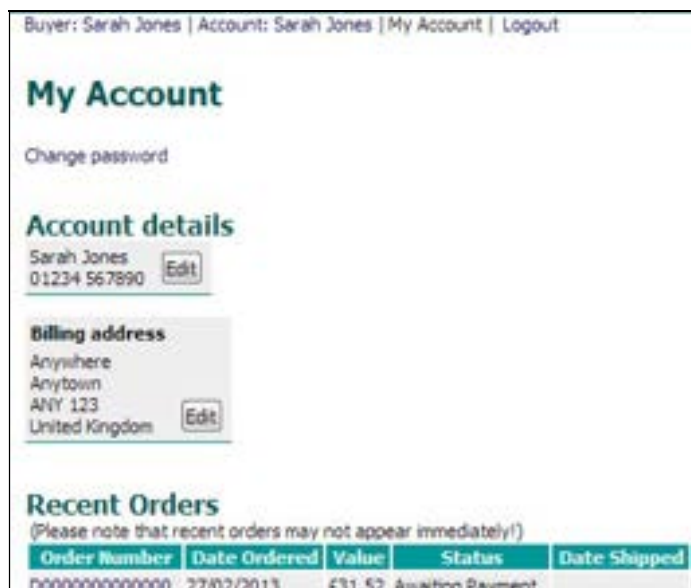 Buyer: Sarah Jones | Account: Sarah Jones | My Account | Logout
My Account
Change password
Account details
Sarah Jones
01234 567890
Edit
Billing address
Anywhere
Anytown
ANY 123
United Kingdom
Edit
Recent Orders
(Please note that recent orders may not appear immediately!)
Order Number Date Ordered Value Status Date Shipped
27/02/2013 £31.52 Awaiting Payment